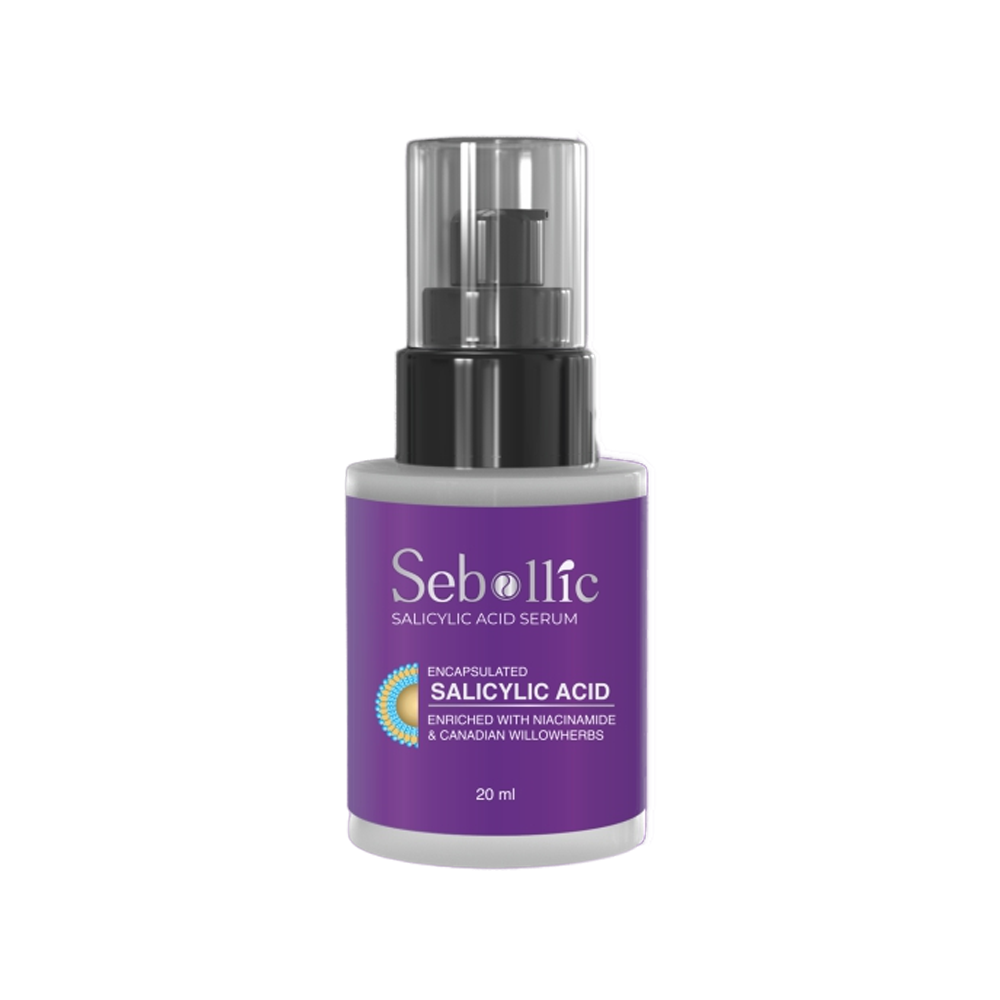 Sebollic
SALICYLIC ACID SERUM
ENCAPSULATED
SALICYLIC ACID
ENRICHED WITH NIACINAMIDE
& CANADIAN WILLOWHERBS
20 ml